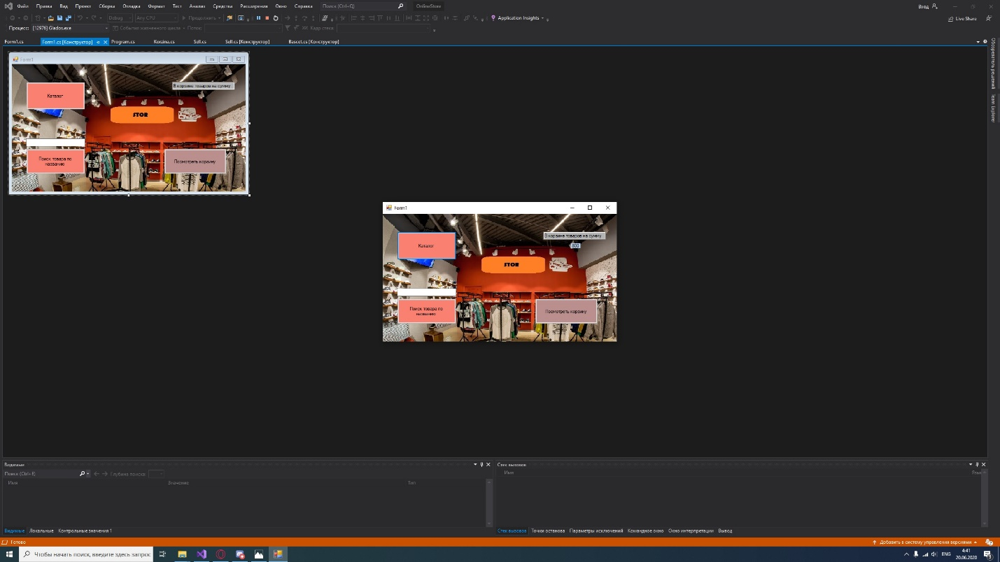 Файл Правка Вид Проект Сборка Отладка Формат Тест Анализ Средства Расширения Окно Справка Поиск (Ctrl+Q) OnlineStore Вход
Debug Any CPU Продолжить Application Insights Live Share
Процесс: [12976] Glados.exe События жизненного цикла Поток: Кадр стека:
Form1.cs Form1.cs [Конструктор] Program.cs Korzina.cs Sell.cs Sell.cs [Конструктор] Bascet.cs [Конструктор]
Обозреватель решений
Team Explorer
Form1
Каталог
В корзине товаров на сумму
STOR
Поиск товара по
названию
Посмотреть корзину
Form1
Каталог
В корзине товаров на сумму
800
STOR
Поиск товара по
названию
Посмотреть корзину
Видимые
Поиск (Ctrl+E) Глубина поиска:
Имя Значение Тип
Видимые Локальные Контрольные значения 1
Стек вызовов
Имя Язык
Стек вызовов Точки останова Параметры исключений Командное окно Окно интерпретации Вывод
Готово Добавить в систему управления версиями
Чтобы начать поиск, введите здесь запрос
ENG
4:41
20.06.2020